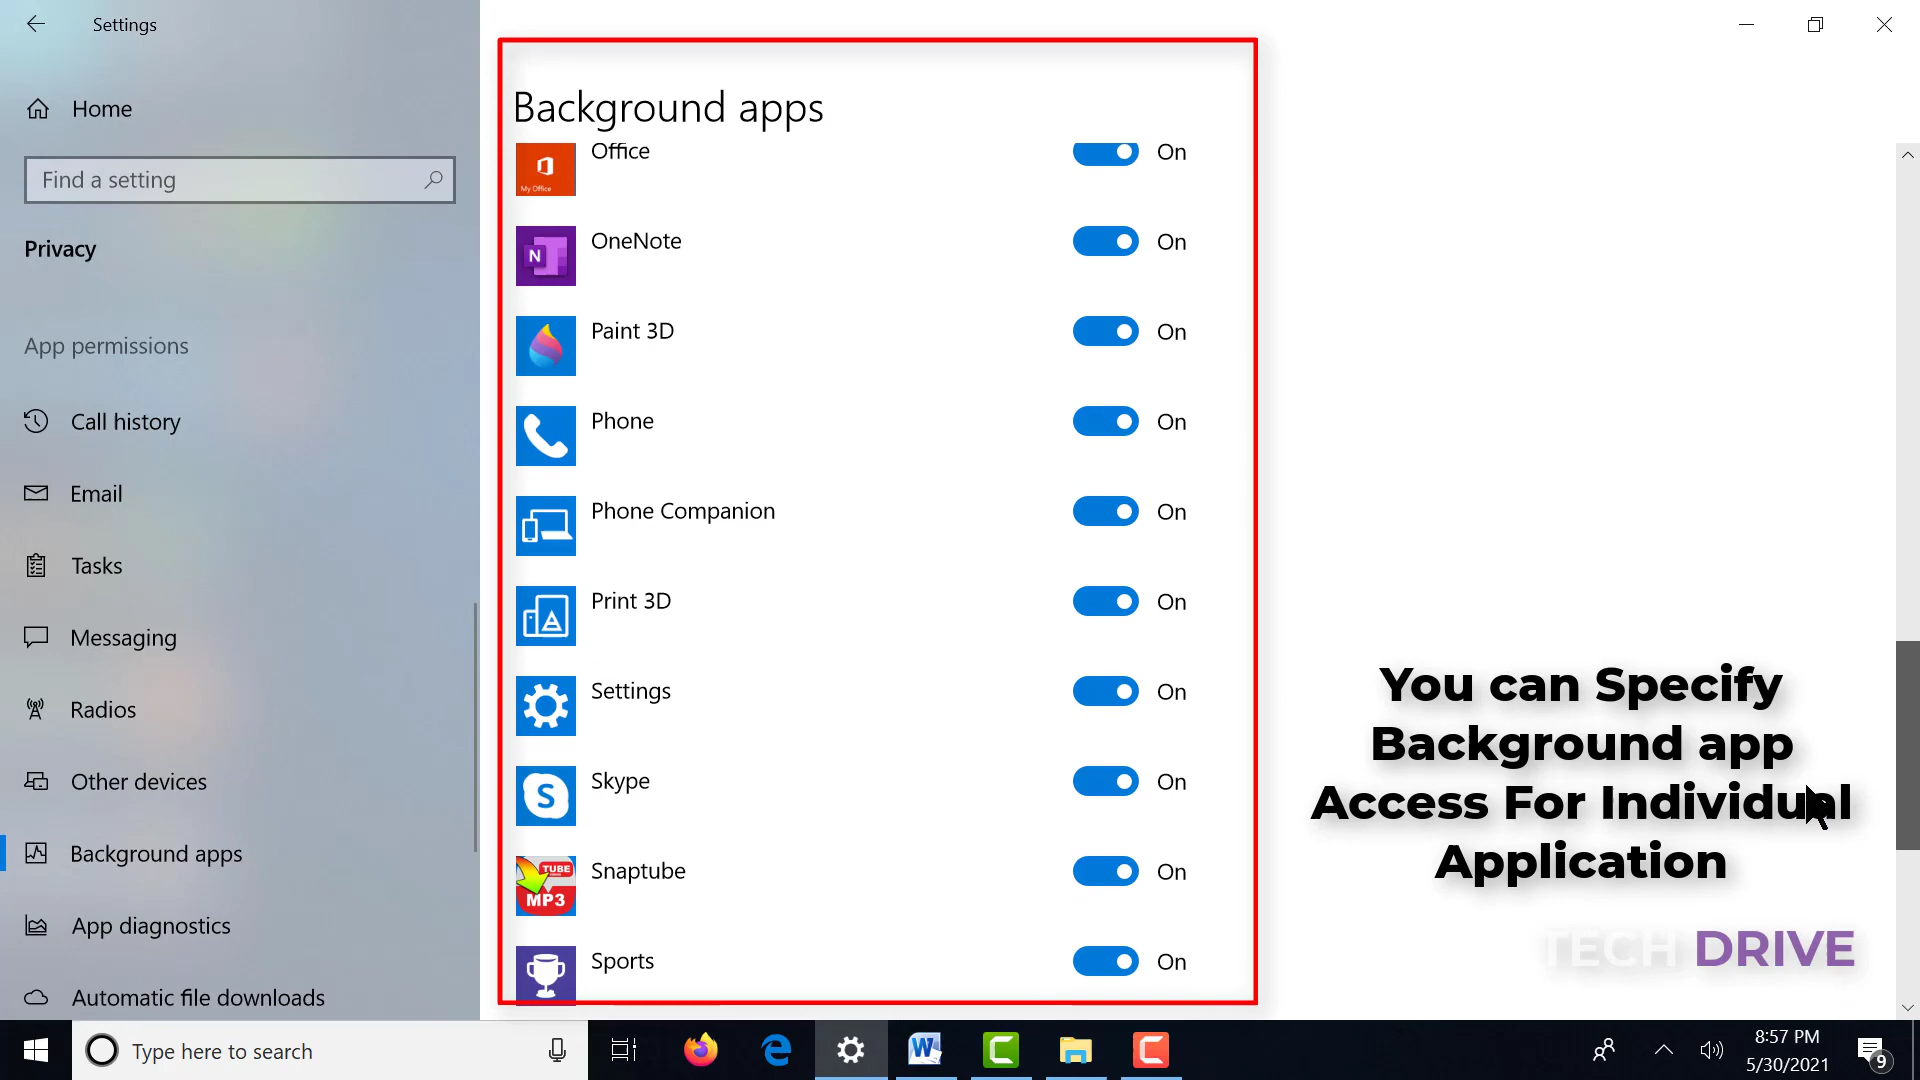 Settings
Home
Find a setting
Privacy
App permissions
Call history
Email
Tasks
Messaging
Radios
Other devices
Background apps
App diagnostics
Automatic file downloads
Background apps
My Office
Office On
N
OneNote On
Paint 3D On
Phone On
Phone Companion On
Print 3D On
Settings On
S
Skype On
TUBE
MP3
Snaptube On
Sports On
You can Specify
Background app
Access For Individual
Application
TECH DRIVE
Type here to search
W
8:57 PM
5/30/2021
9